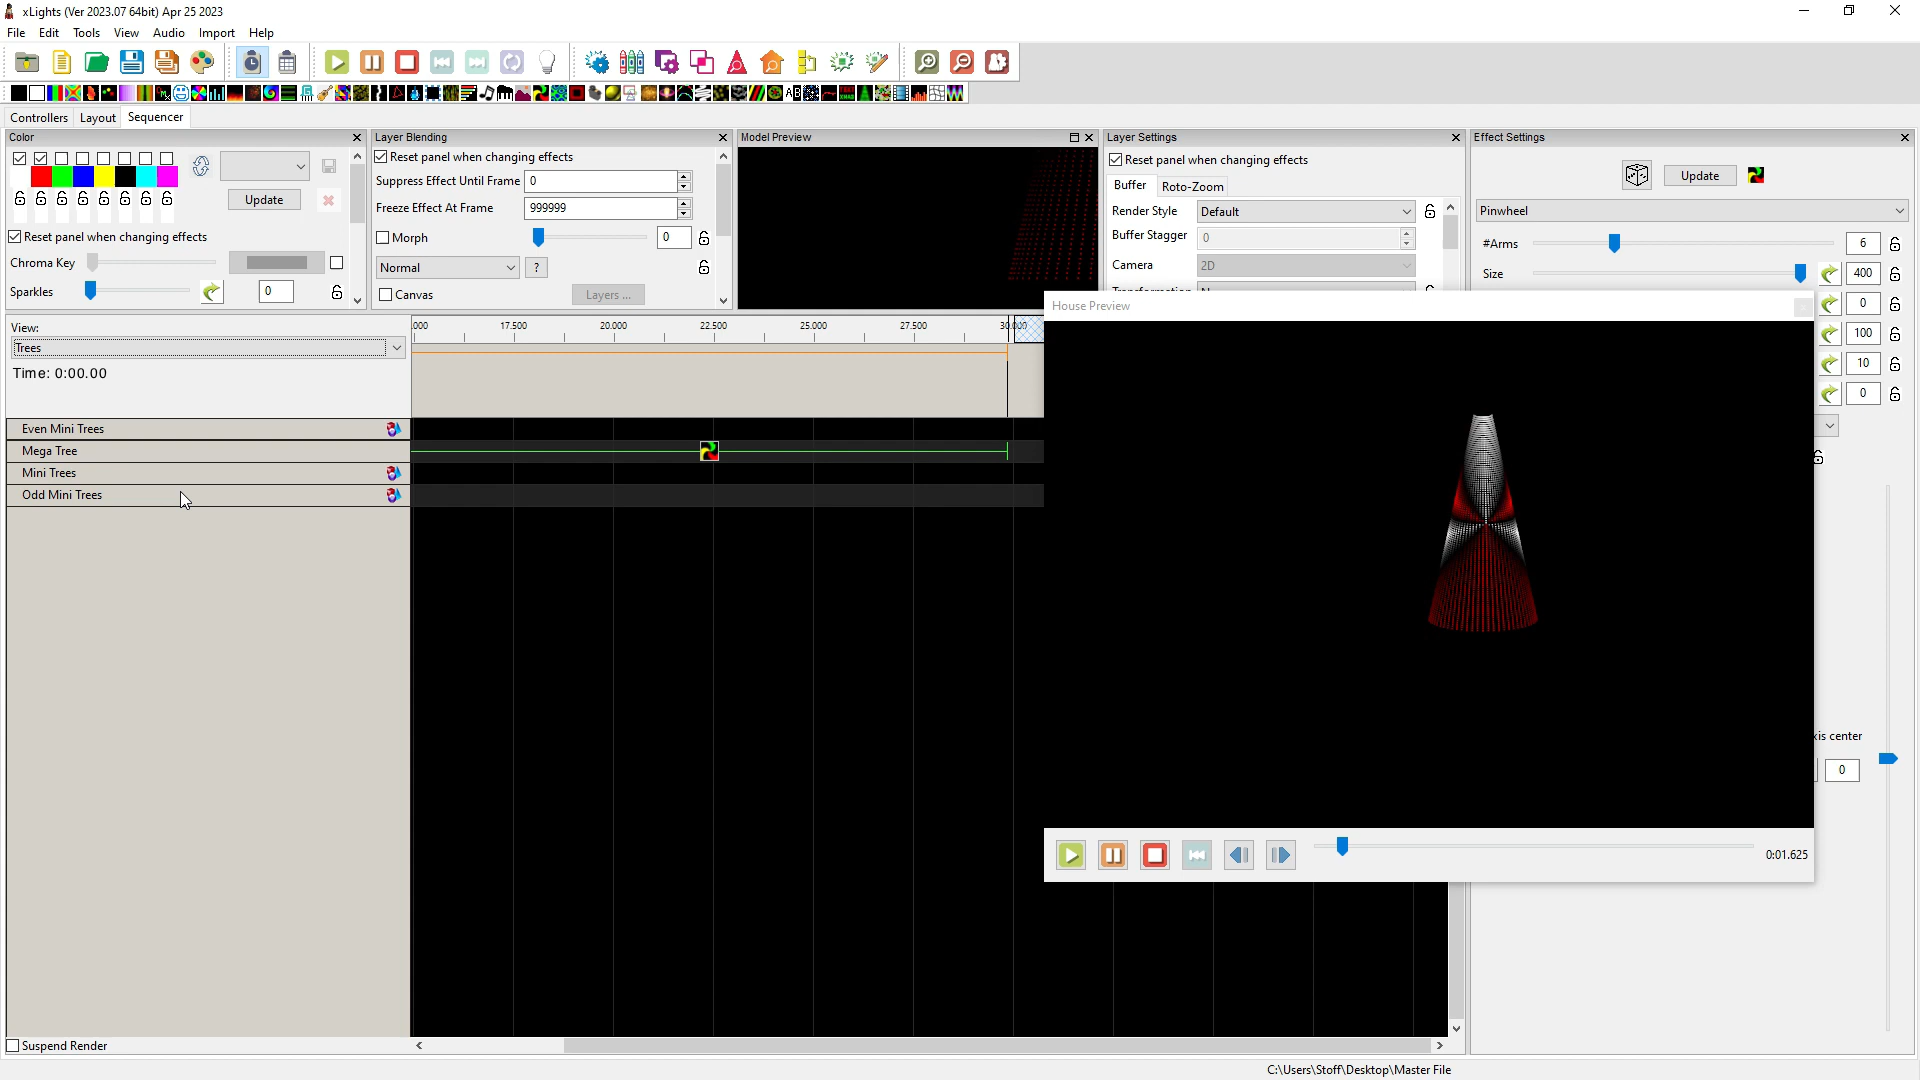 xLights (Ver 2023.07 64bit) Apr 25 2023
File Edit Tools View Audio Import Help
Controllers Layout Sequencer
Color
Layer Blending
Model Preview
Layer Settings
Effect Settings
Update
Reset panel when changing effects
Chroma Key
Sparkles 0
Reset panel when changing effects
Suppress Effect Until Frame 0
Freeze Effect At Frame 999999
Morph 0
Normal ?
Canvas Layers ...
Reset panel when changing effects
Buffer Roto-Zoom
Render Style Default
Buffer Stagger 0
Camera 2D
Update
Pinwheel
#Arms 6
Size 400
0
100
10
0
xis center
0
View:
Trees
Time: 0:00.00
.000 17.500 20.000 22.500 25.000 27.500 30.000
Even Mini Trees
Mega Tree
Mini Trees
Odd Mini Trees
House Preview
0:01.625
Suspend Render
C:\Users\Stoff\Desktop\Master File